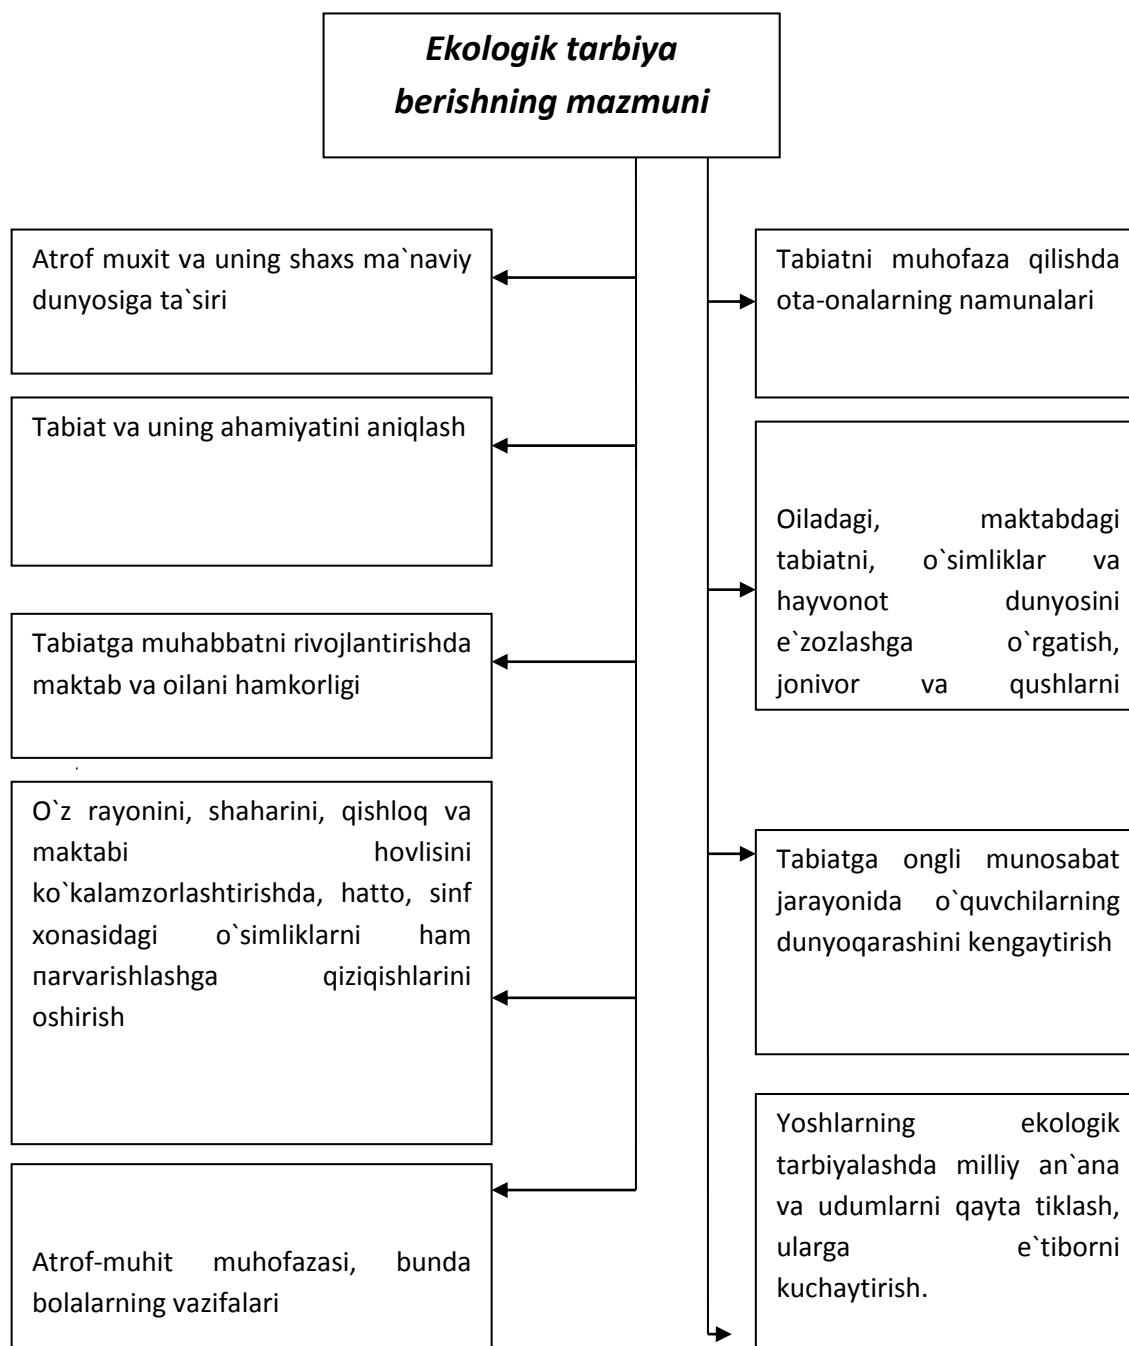 Ekologik tarbiya
berishning mazmuni
Atrof muxit va uning shaxs ma`naviy
dunyosiga ta`siri
Tabiat va uning ahamiyatini aniqlash
Tabiatga muhabbatni rivojlantirishda
maktab va oilani hamkorligi
O`z rayonini, shaharini, qishloq va
maktabi hovlisini
ko`kalamzorlashtirishda, hatto, sinf
xonasidagi o`simliklarni ham
пarvarishlashga qiziqishlarini
oshirish
Atrof-muhit muhofazasi, bunda
bolalarning vazifalari
Tabiatni muhofaza qilishda
ota-onalarning namunalari
Oiladagi, maktabdagi
tabiatni, o`simliklar va
hayvonot dunyosini
e`zozlashga o`rgatish,
jonivor va qushlarni
Tabiatga ongli munosabat
jarayonida o`quvchilarning
dunyoqarashini kengaytirish
Yoshlarning ekologik
tarbiyalashda milliy an`ana
va udumlarni qayta tiklash,
ularga e`tiborni
kuchaytirish.